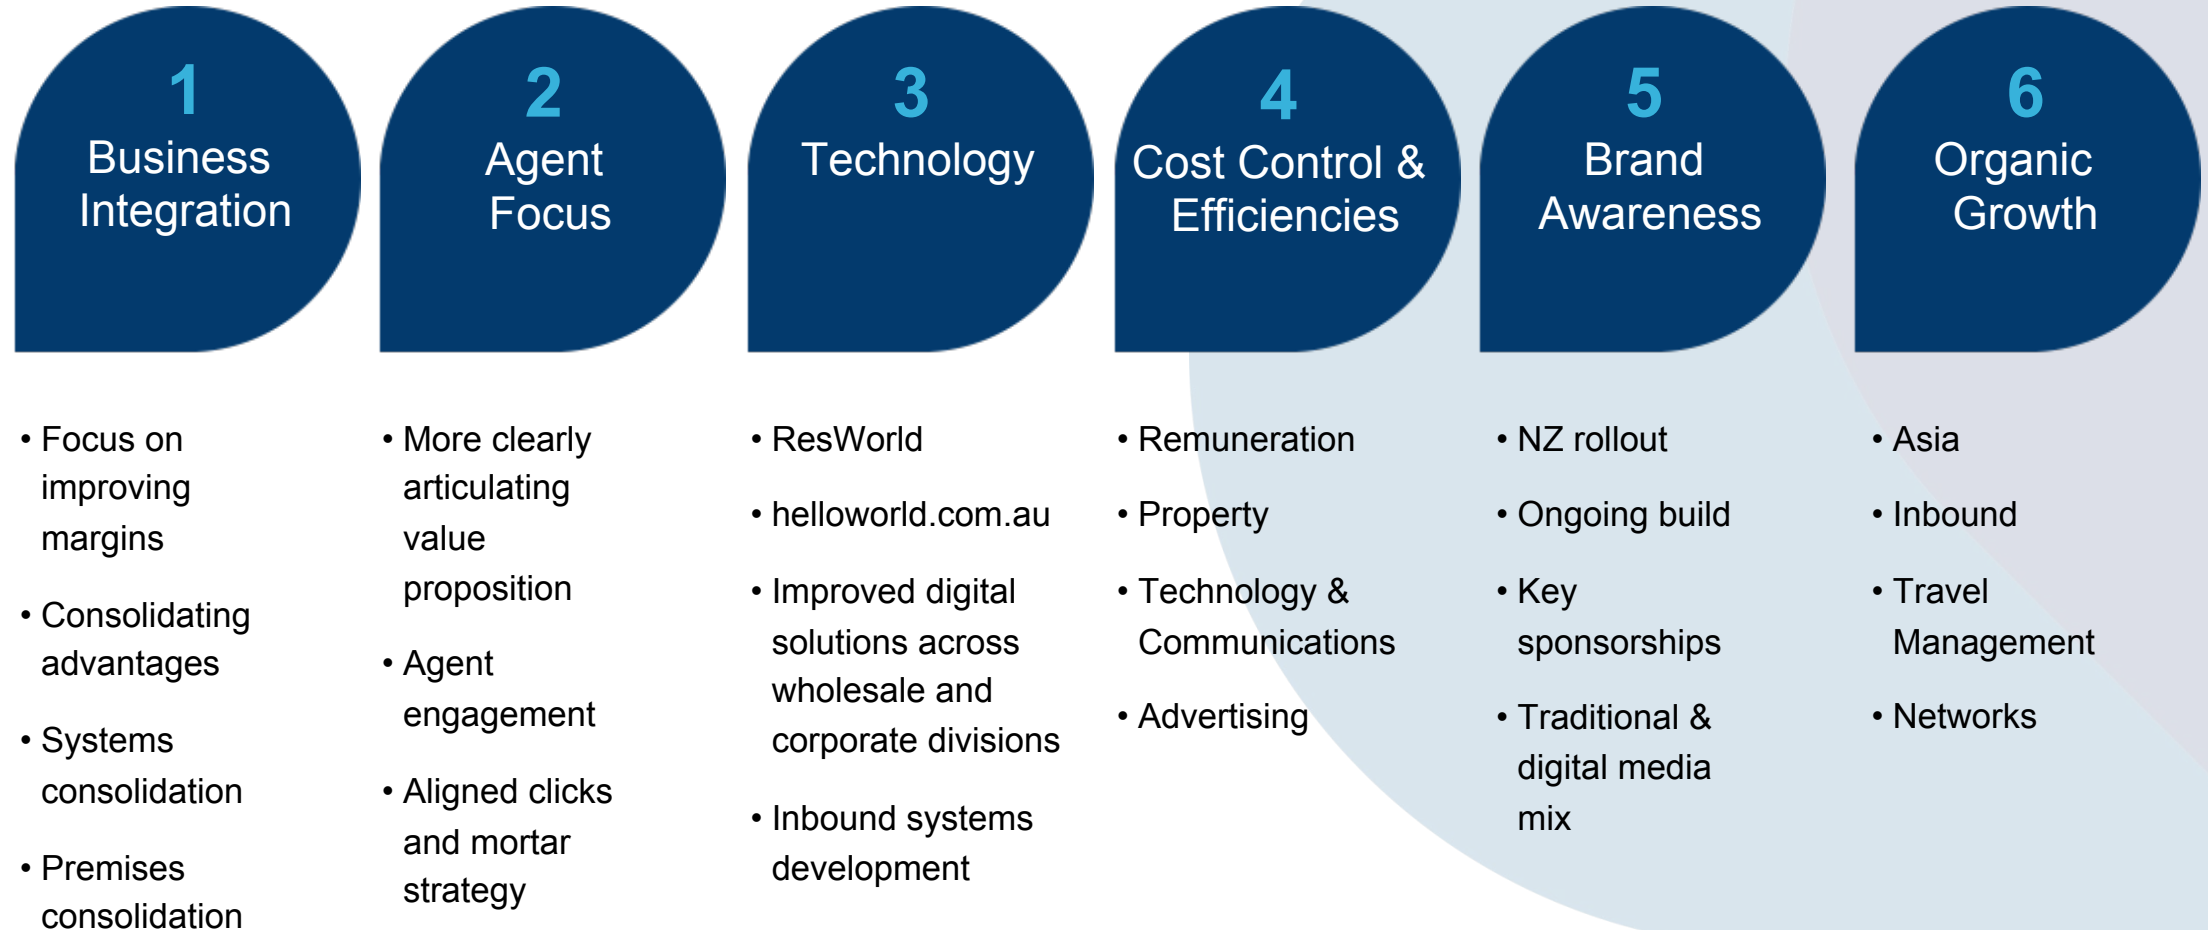 1
Business
Integration
• Focus on
improving
margins
• Consolidating
advantages
• Systems
consolidation
• Premises
consolidation
2
Agent
Focus
• More clearly
articulating
value
proposition
• Agent
engagement
• Aligned clicks
and mortar
strategy
3
Technology
• ResWorld
• helloworld.com.au
• Improved digital
solutions across
wholesale and
corporate divisions
• Inbound systems
development
4
Cost Control &
Efficiencies
• Remuneration
• Property
• Technology &
Communications
• Advertising
5
Brand
Awareness
• NZ rollout
• Ongoing build
• Key
sponsorships
• Traditional &
digital media
mix
6
Organic
Growth
• Asia
• Inbound
• Travel
Management
• Networks